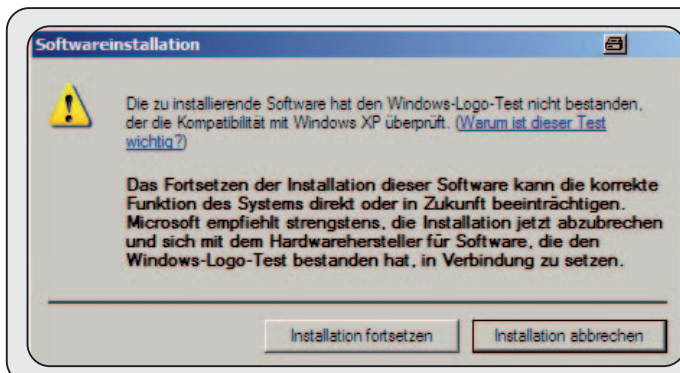 Softwareinstallation
Die zu installierende Software hat den Windows-Logo-Test nicht bestanden,
der die Kompatibilität mit Windows XP überprüft. (Warum ist dieser Test
wichtig?)
Das Fortsetzen der Installation dieser Software kann die korrekte
Funktion des Systems direkt oder in Zukunft beeinträchtigen.
Microsoft empfiehlt strengstens, die Installation jetzt abzubrechen
und sich mit dem Hardwarehersteller für Software, die den
Windows-Logo-Test bestanden hat, in Verbindung zu setzen.
Installation fortsetzen Installation abbrechen